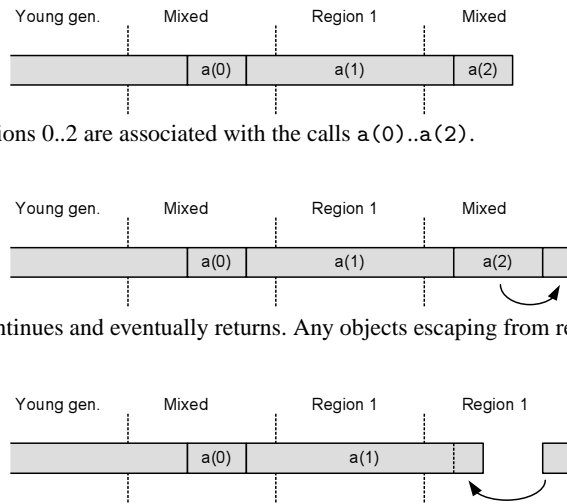 Young gen. Mixed Region 1 Mixed
a(0) a(1) a(2)
ions 0..2 are associated with the calls a(0)..a(2).
Young gen. Mixed Region 1 Mixed
a(0) a(1) a(2)
ntinues and eventually returns. Any objects escaping from re
Young gen. Mixed Region 1 Region 1
a(0) a(1)